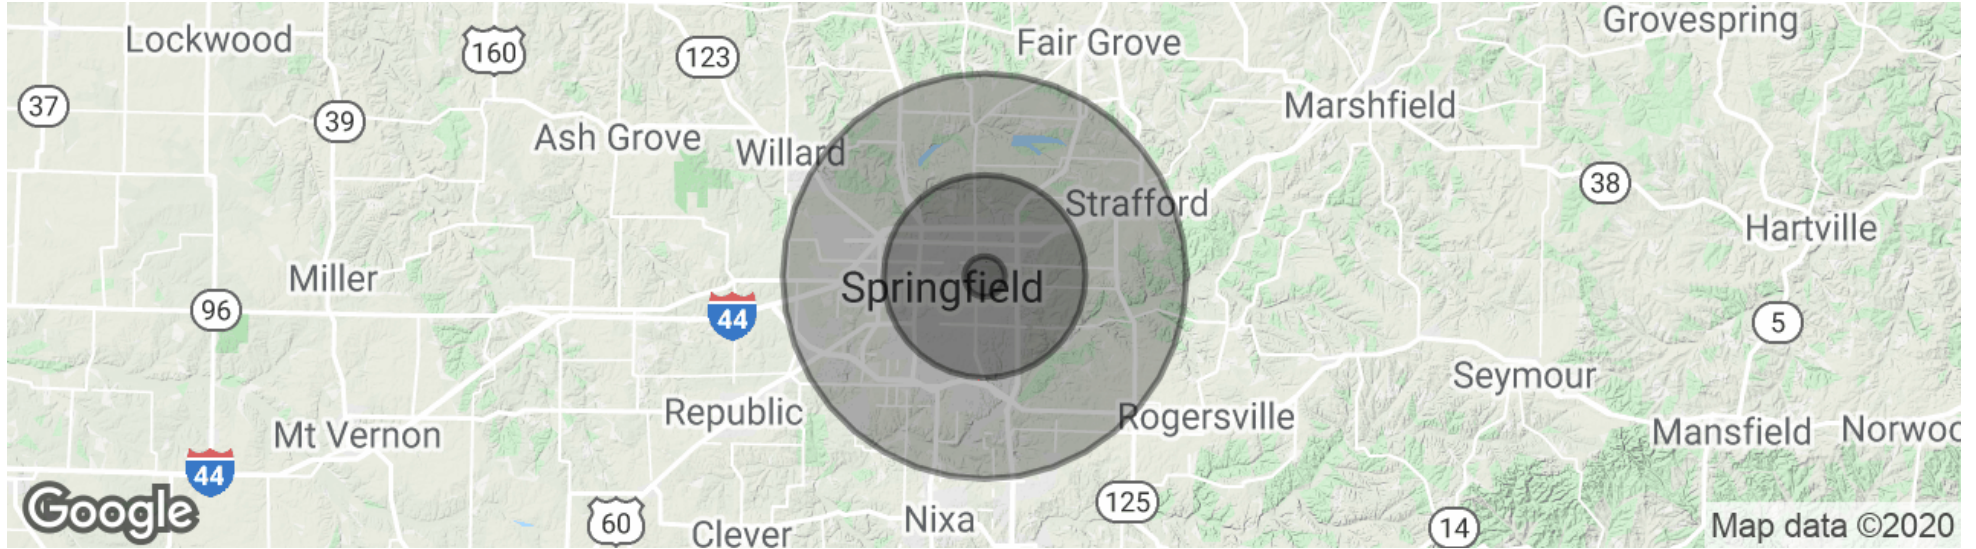 Grovespring
Lockwood
Fair Grove
160
123
37
Marshfield
39
Ash Grove
Willard
38
Strafford
Hartville
Miller
Springfield
96
44
5
Seymour
Republic
Rogersville
Mt Vernon
Mansfield
Norwoo
44
125
Google
60
Nixa
Clever
14
Map data ©2020